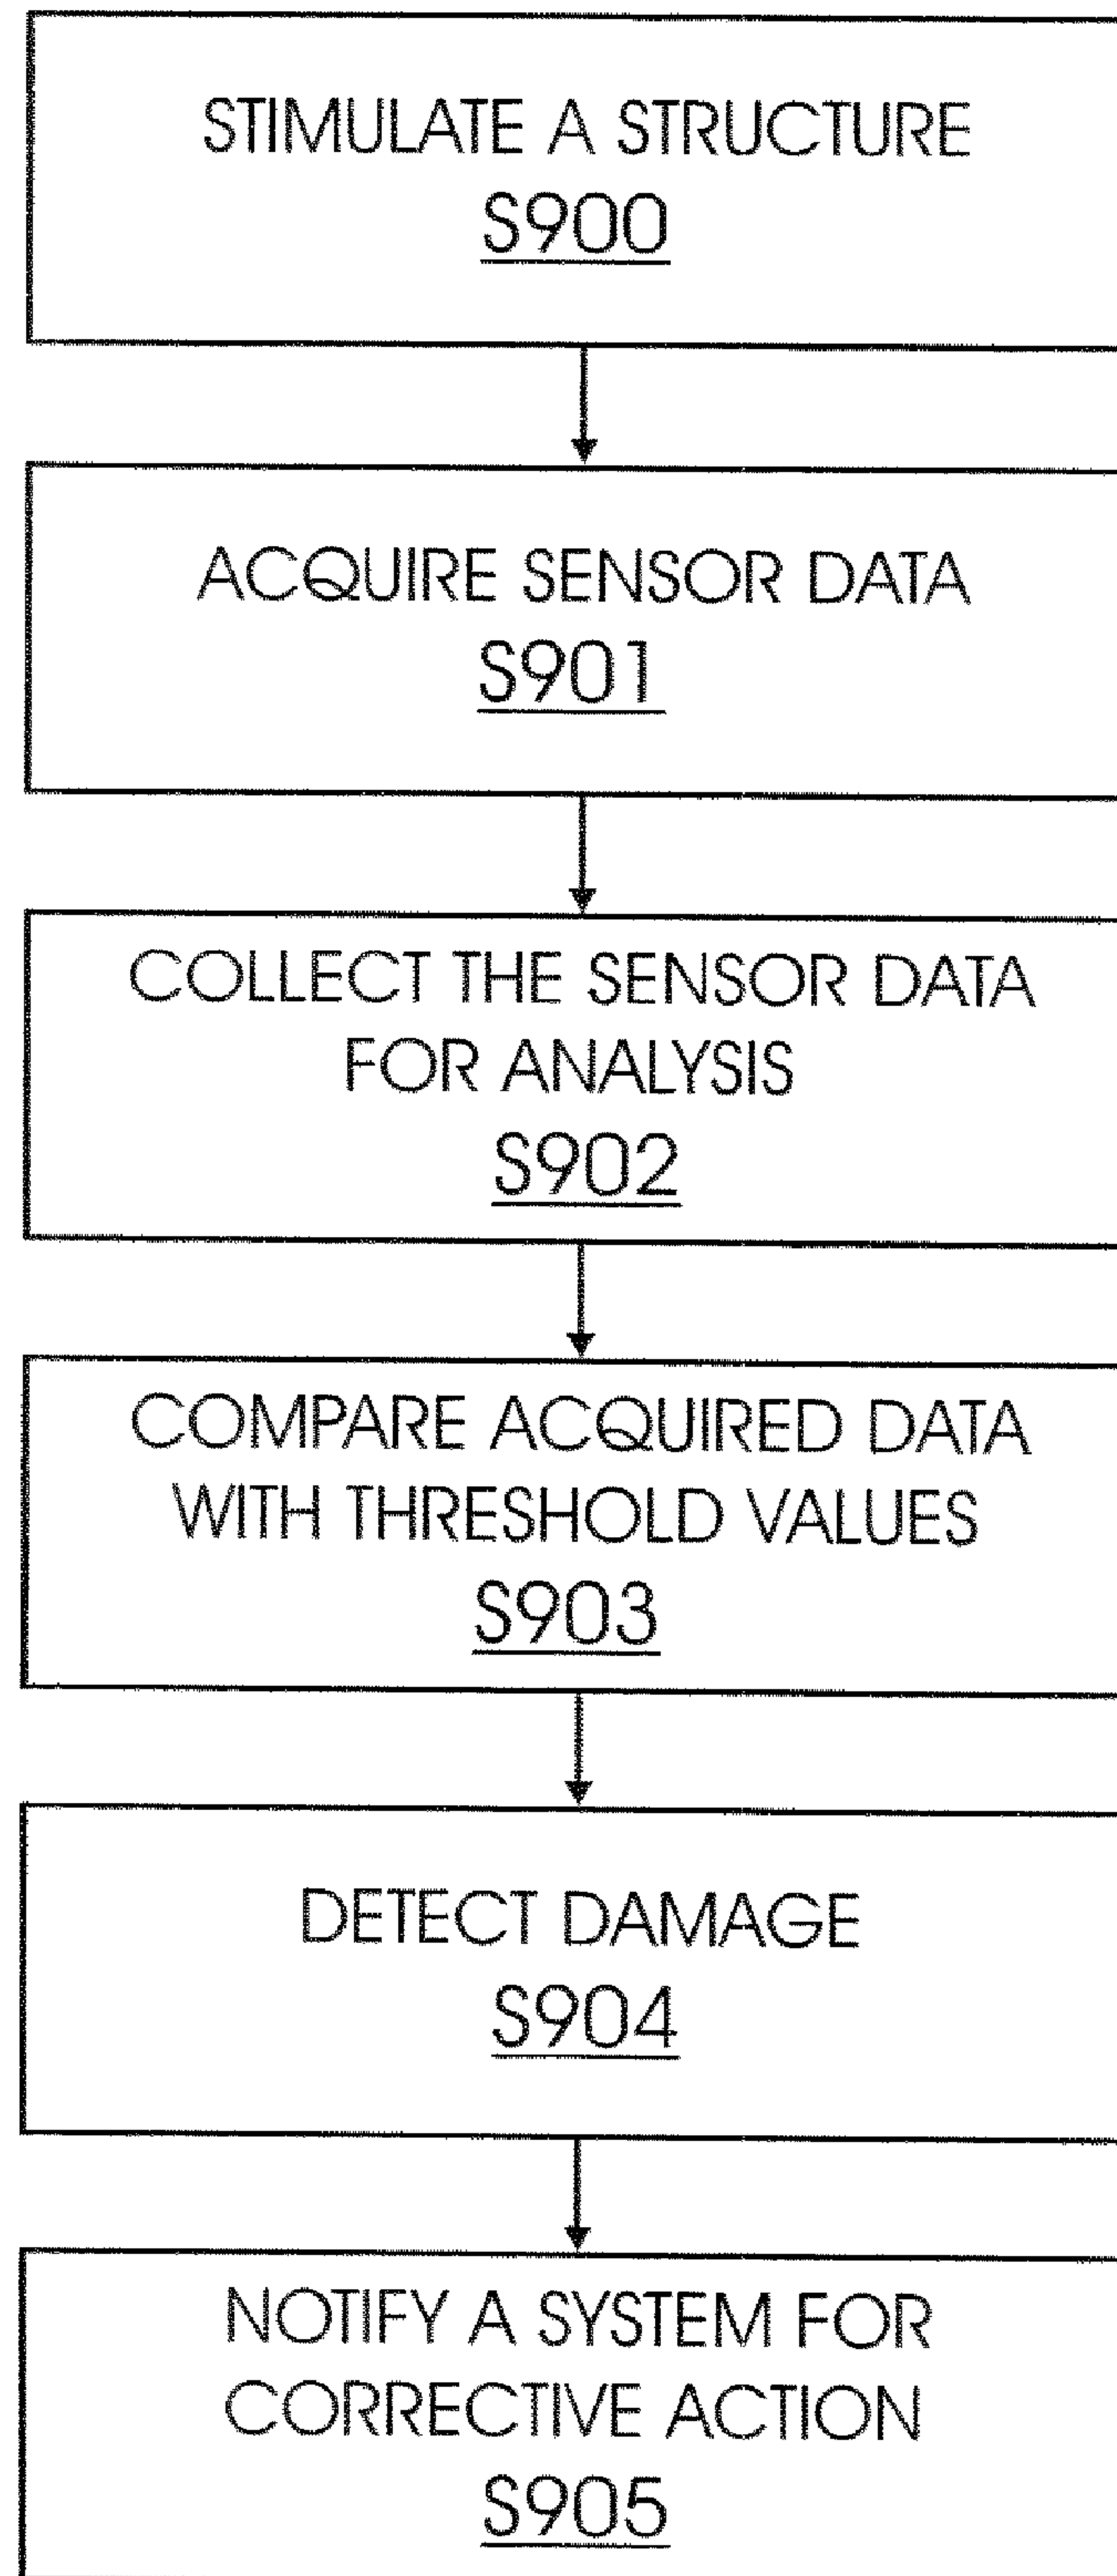 STIMULATE A STRUCTURE
S900
ACQUIRE SENSOR DATA
S901
COLLECT THE SENSOR DATA
FOR ANALYSIS
S902
COMPARE ACQUIRED DATA
WITH THRESHOLD VALUES
S903
DETECT DAMAGE
S904
NOTIFY A SYSTEM FOR
CORRECTIVE ACTION
S905